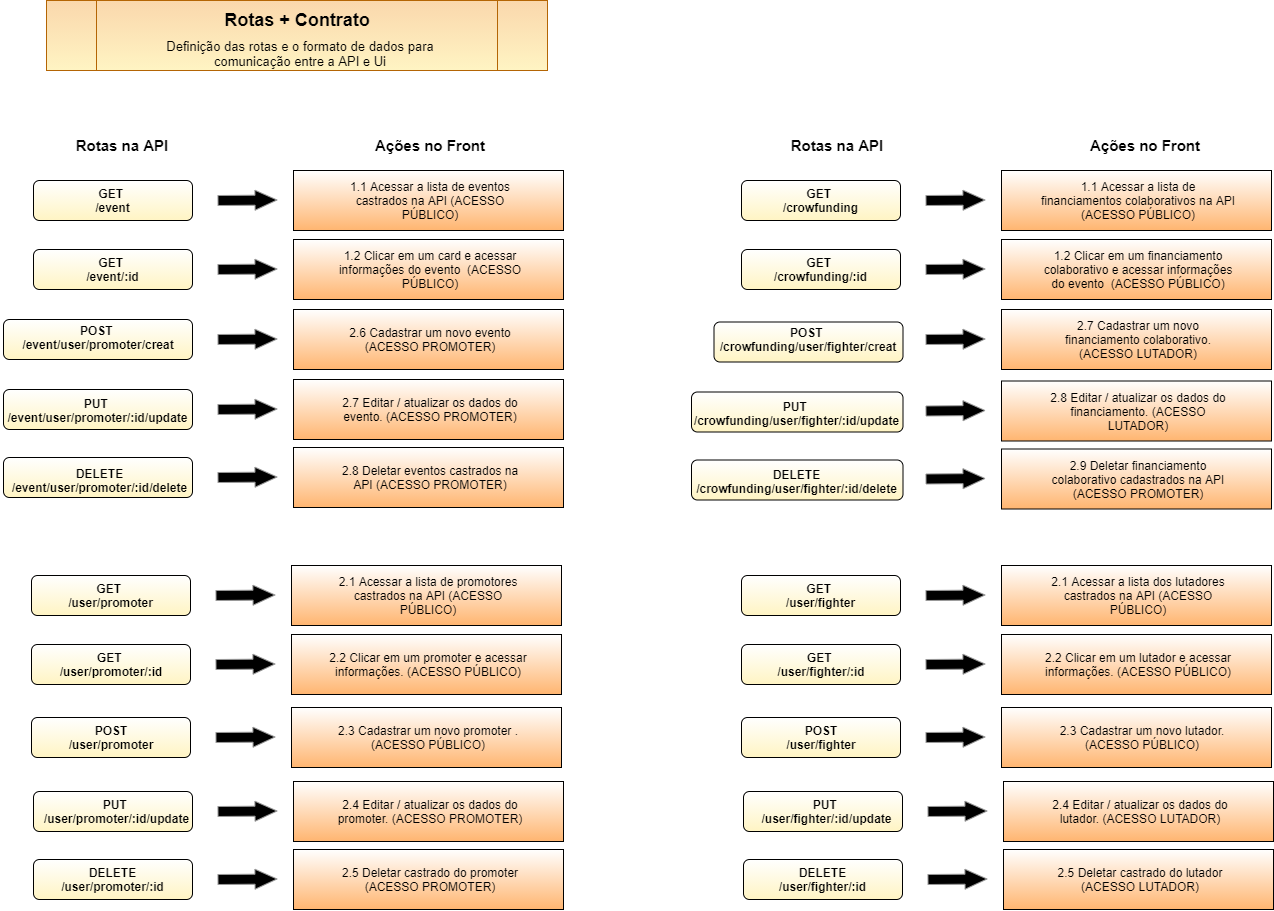 Rotas + Contrato
Definição das rotas e o formato de dados para
comunicação entre a API e Ui
Rotas na API
Ações no Front
GET
/event
1.1 Acessar a lista de eventos
castrados na API (ACESSO
PÚBLICO)
GET
/event/:id
1.2 Clicar em um card e acessar
informações do evento  (ACESSO
PÚBLICO)
POST
/event/user/promoter/creat
2.6 Cadastrar um novo evento
(ACESSO PROMOTER)
PUT
/event/user/promoter/:id/update
2.7 Editar / atualizar os dados do
evento. (ACESSO PROMOTER)
DELETE
/event/user/promoter/:id/delete
2.8 Deletar eventos castrados na
API (ACESSO PROMOTER)
Rotas na API
Ações no Front
GET
/crowfunding
1.1 Acessar a lista de
financiamentos colaborativos na API
(ACESSO PÚBLICO)
GET
/crowfunding/:id
1.2 Clicar em um financiamento
colaborativo e acessar informações
do evento  (ACESSO PÚBLICO)
POST
/crowfunding/user/fighter/creat
2.7 Cadastrar um novo
financiamento colaborativo.
(ACESSO LUTADOR)
PUT
/crowfunding/user/fighter/:id/update
2.8 Editar / atualizar os dados do
financiamento. (ACESSO
LUTADOR)
DELETE
/crowfunding/user/fighter/:id/delete
2.9 Deletar financiamento
colaborativo cadastrados na API
(ACESSO PROMOTER)
GET
/user/promoter
2.1 Acessar a lista de promotores
castrados na API (ACESSO
PÚBLICO)
GET
/user/promoter/:id
2.2 Clicar em um promoter e acessar
informações. (ACESSO PÚBLICO)
POST
/user/promoter
2.3 Cadastrar um novo promoter .
(ACESSO PÚBLICO)
PUT
/user/promoter/:id/update
2.4 Editar / atualizar os dados do
promoter. (ACESSO PROMOTER)
DELETE
/user/promoter/:id
2.5 Deletar castrado do promoter
(ACESSO PROMOTER)
GET
/user/fighter
2.1 Acessar a lista dos lutadores
castrados na API (ACESSO
PÚBLICO)
GET
/user/fighter/:id
2.2 Clicar em um lutador e acessar
informações. (ACESSO PÚBLICO)
POST
/user/fighter
2.3 Cadastrar um novo lutador.
(ACESSO PÚBLICO)
PUT
/user/fighter/:id/update
2.4 Editar / atualizar os dados do
lutador. (ACESSO LUTADOR)
DELETE
/user/fighter/:id
2.5 Deletar castrado do lutador
(ACESSO LUTADOR)